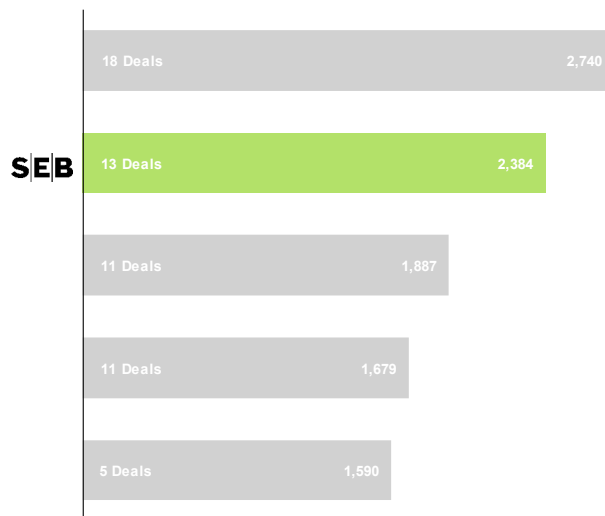 18 Deals 2,740
SEB 13 Deals 2,384
11 Deals 1,887
11 Deals 1,679
5 Deals 1,590